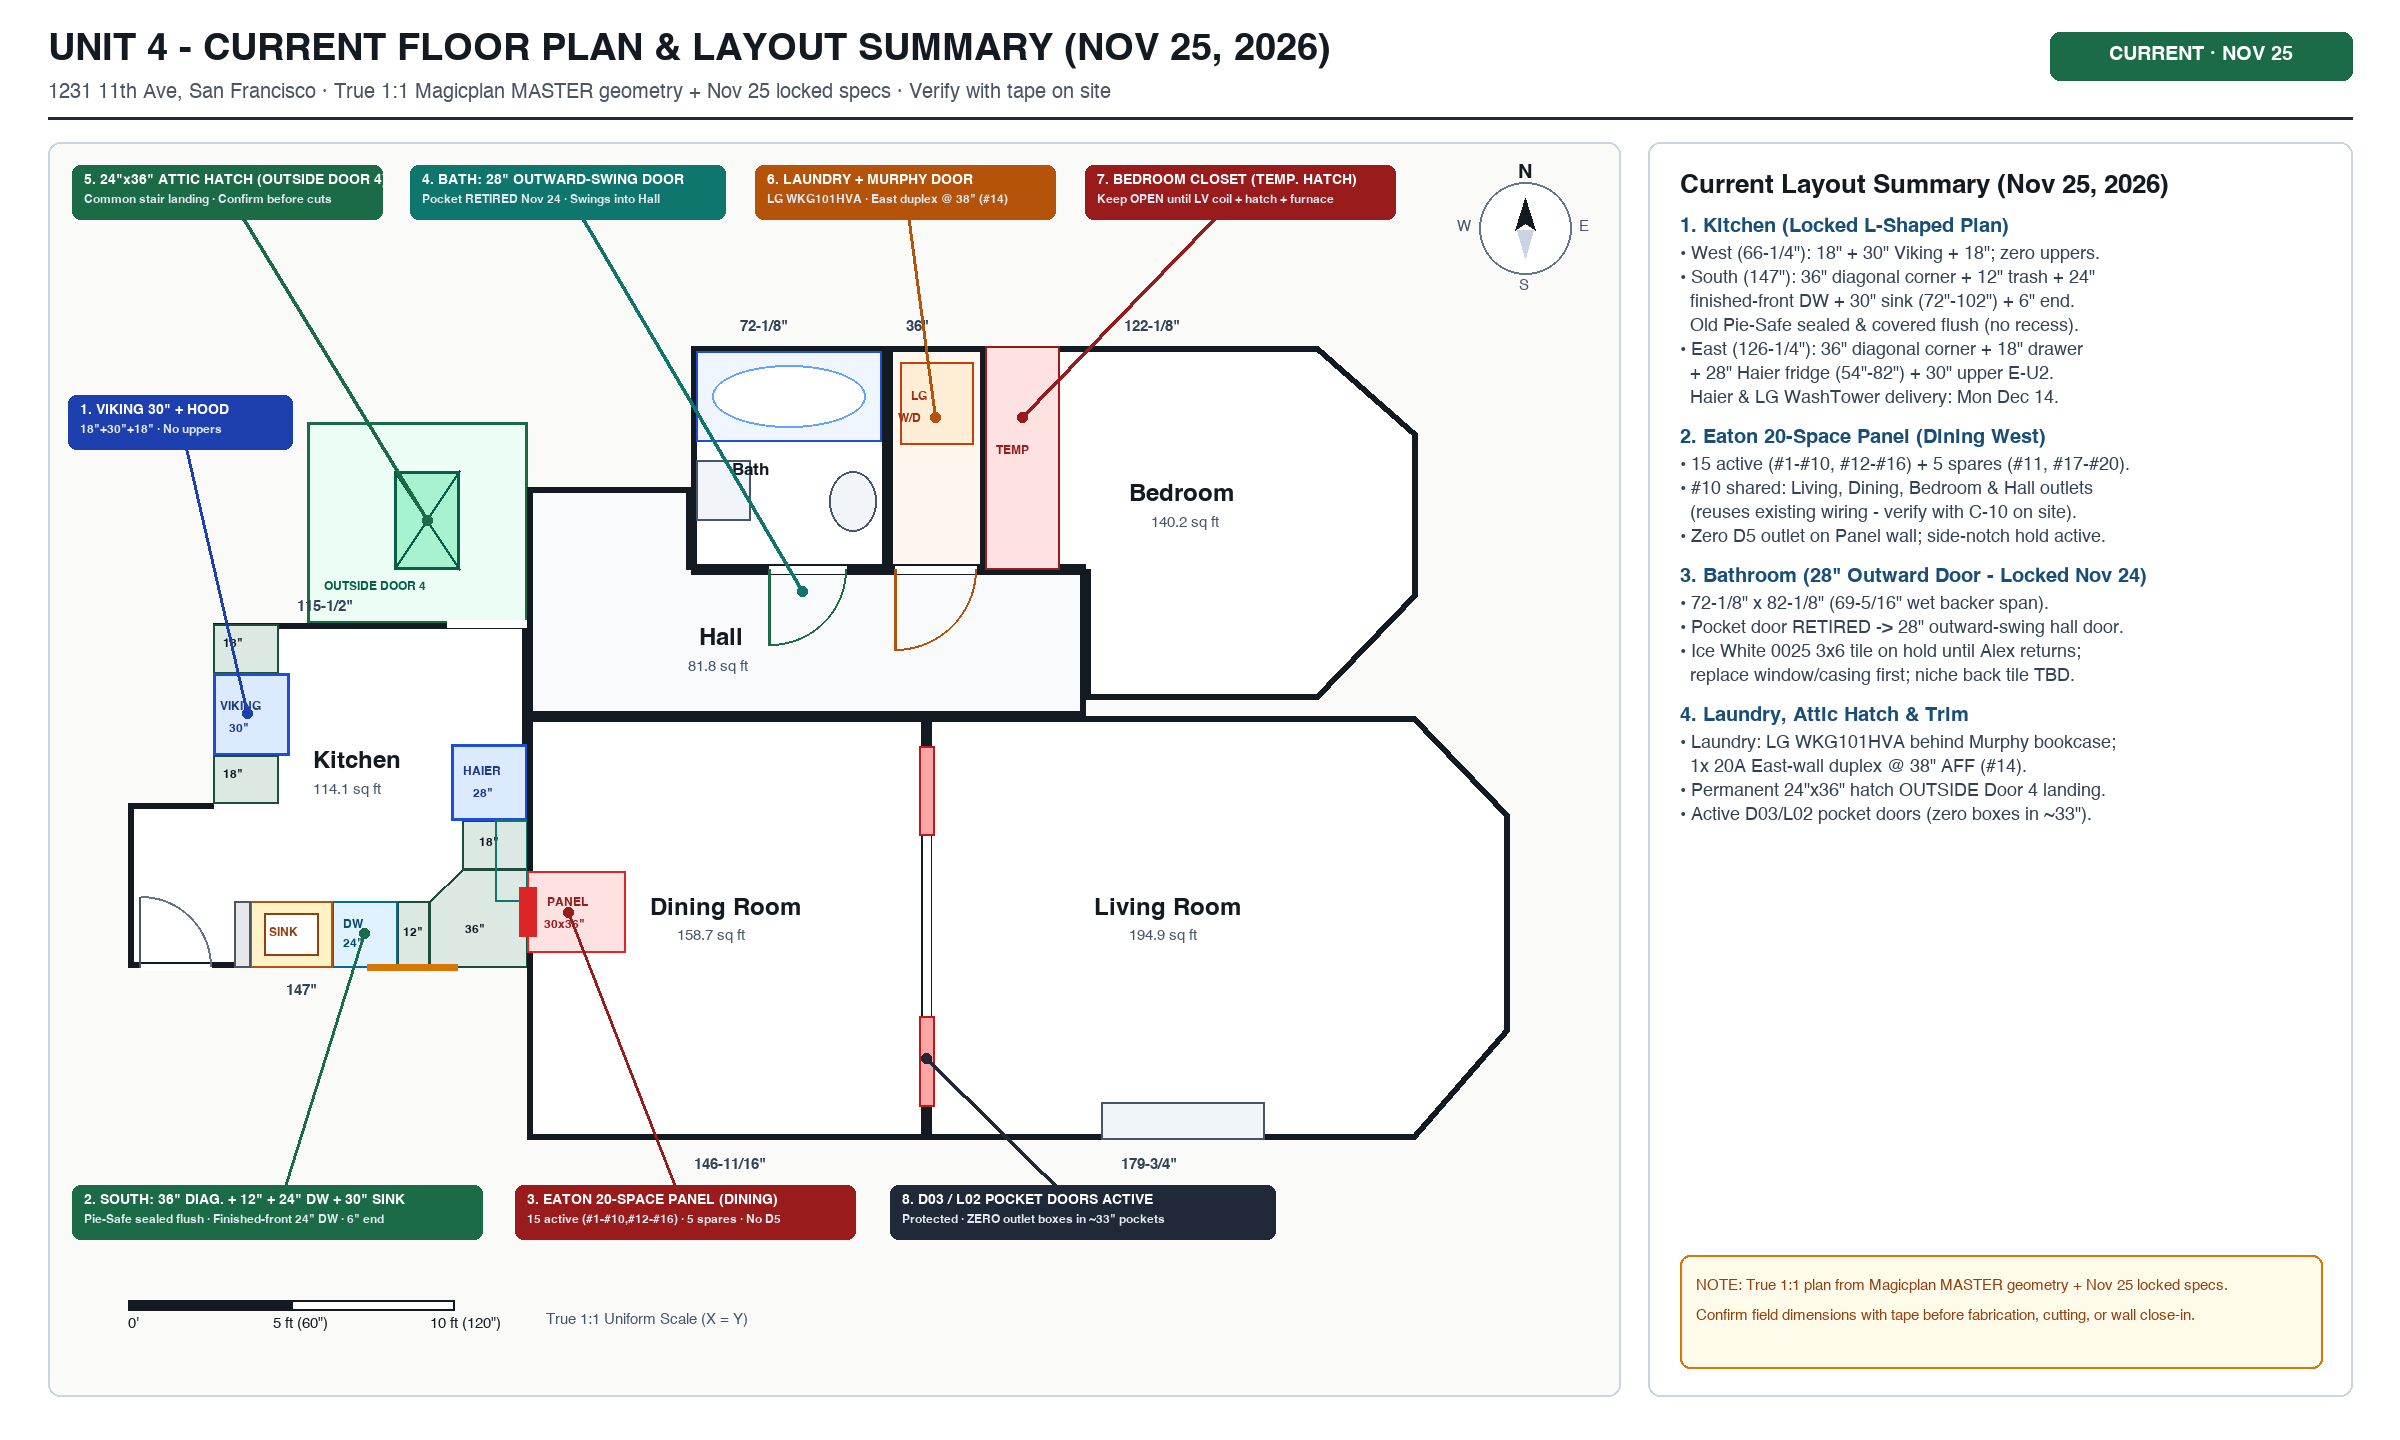 UNIT 4 - CURRENT FLOOR PLAN & LAYOUT SUMMARY (NOV 25, 2026)
CURRENT · NOV 25
1231 11th Ave, San Francisco · True 1:1 Magicplan MASTER geometry + Nov 25 locked specs · Verify with tape on site
5. 24"x36" ATTIC HATCH (OUTSIDE DOOR 4)
Common stair landing · Confirm before cuts
4. BATH: 28" OUTWARD-SWING DOOR
Pocket RETIRED Nov 24 · Swings into Hall
6. LAUNDRY + MURPHY DOOR
LG WKG101HVA · East duplex @ 38" (#14)
7. BEDROOM CLOSET (TEMP. HATCH)
Keep OPEN until LV coil + hatch + furnace
N
W
E
S
72-1/8"
36"
122-1/8"
1. VIKING 30" + HOOD
18"+30"+18" · No uppers
LG
W/D
TEMP
Bath
Bedroom
140.2 sq ft
OUTSIDE DOOR 4
115-1/2"
18"
Hall
81.8 sq ft
VIKING
30"
18"
Kitchen
114.1 sq ft
HAIER
28"
18"
PANEL
30x36"
SINK
DW
24"
12"
36"
Dining Room
158.7 sq ft
Living Room
194.9 sq ft
147"
146-11/16"
179-3/4"
2. SOUTH: 36" DIAG. + 12" + 24" DW + 30" SINK
Pie-Safe sealed flush · Finished-front 24" DW · 6" end
3. EATON 20-SPACE PANEL (DINING)
15 active (#1-#10,#12-#16) · 5 spares · No D5
8. D03 / L02 POCKET DOORS ACTIVE
Protected · ZERO outlet boxes in ~33" pockets
0'
5 ft (60")
10 ft (120")
True 1:1 Uniform Scale (X = Y)
Current Layout Summary (Nov 25, 2026)
1. Kitchen (Locked L-Shaped Plan)
• West (66-1/4"): 18" + 30" Viking + 18"; zero uppers.
• South (147"): 36" diagonal corner + 12" trash + 24"
finished-front DW + 30" sink (72"-102") + 6" end.
Old Pie-Safe sealed & covered flush (no recess).
• East (126-1/4"): 36" diagonal corner + 18" drawer
+ 28" Haier fridge (54"-82") + 30" upper E-U2.
Haier & LG WashTower delivery: Mon Dec 14.
2. Eaton 20-Space Panel (Dining West)
• 15 active (#1-#10, #12-#16) + 5 spares (#11, #17-#20).
• #10 shared: Living, Dining, Bedroom & Hall outlets
(reuses existing wiring - verify with C-10 on site).
• Zero D5 outlet on Panel wall; side-notch hold active.
3. Bathroom (28" Outward Door - Locked Nov 24)
• 72-1/8" x 82-1/8" (69-5/16" wet backer span).
• Pocket door RETIRED -> 28" outward-swing hall door.
• Ice White 0025 3x6 tile on hold until Alex returns;
replace window/casing first; niche back tile TBD.
4. Laundry, Attic Hatch & Trim
• Laundry: LG WKG101HVA behind Murphy bookcase;
1x 20A East-wall duplex @ 38" AFF (#14).
• Permanent 24"x36" hatch OUTSIDE Door 4 landing.
• Active D03/L02 pocket doors (zero boxes in ~33").
NOTE: True 1:1 plan from Magicplan MASTER geometry + Nov 25 locked specs.
Confirm field dimensions with tape before fabrication, cutting, or wall close-in.